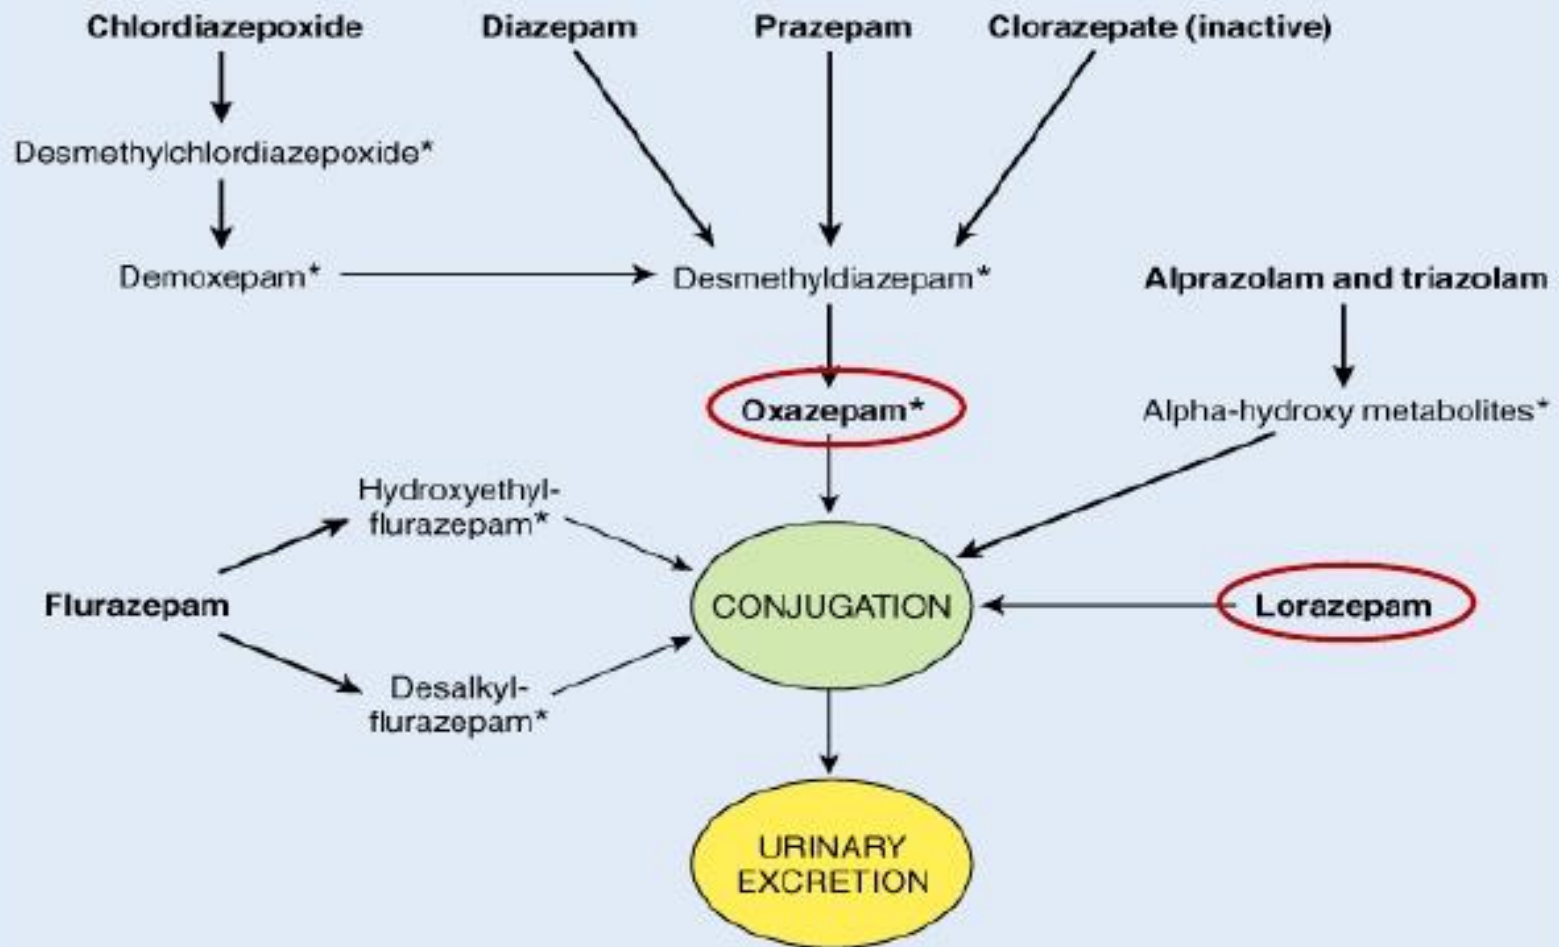 Chlordiazepoxide
Diazepam
Prazepam
Clorazepate (inactive)
Desmethylchlordiazepoxide*
Demoxepam*
Desmethyldiazepam*
Alprazolam and triazolam
Oxazepam*
Alpha-hydroxy metabolites*
Hydroxyethyl-
flurazepam*
Flurazepam
CONJUGATION
Lorazepam
Desalkyl-
flurazepam*
URINARY
EXCRETION